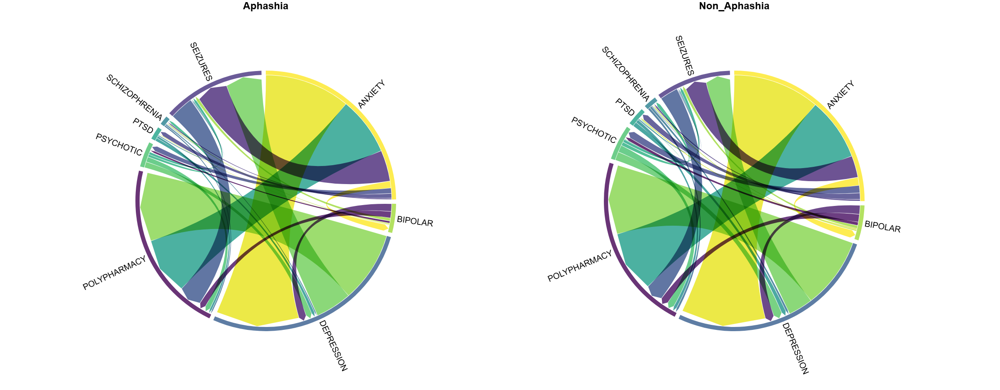 Aphashia
SEIZURES
SCHIZOPHRENIA
PTSD
PSYCHOTIC
POLYPHARMACY
ANXIETY
BIPOLAR
DEPRESSION
Non_Aphashia
SEIZURES
SCHIZOPHRENIA
PTSD
PSYCHOTIC
POLYPHARMACY
ANXIETY
BIPOLAR
DEPRESSION